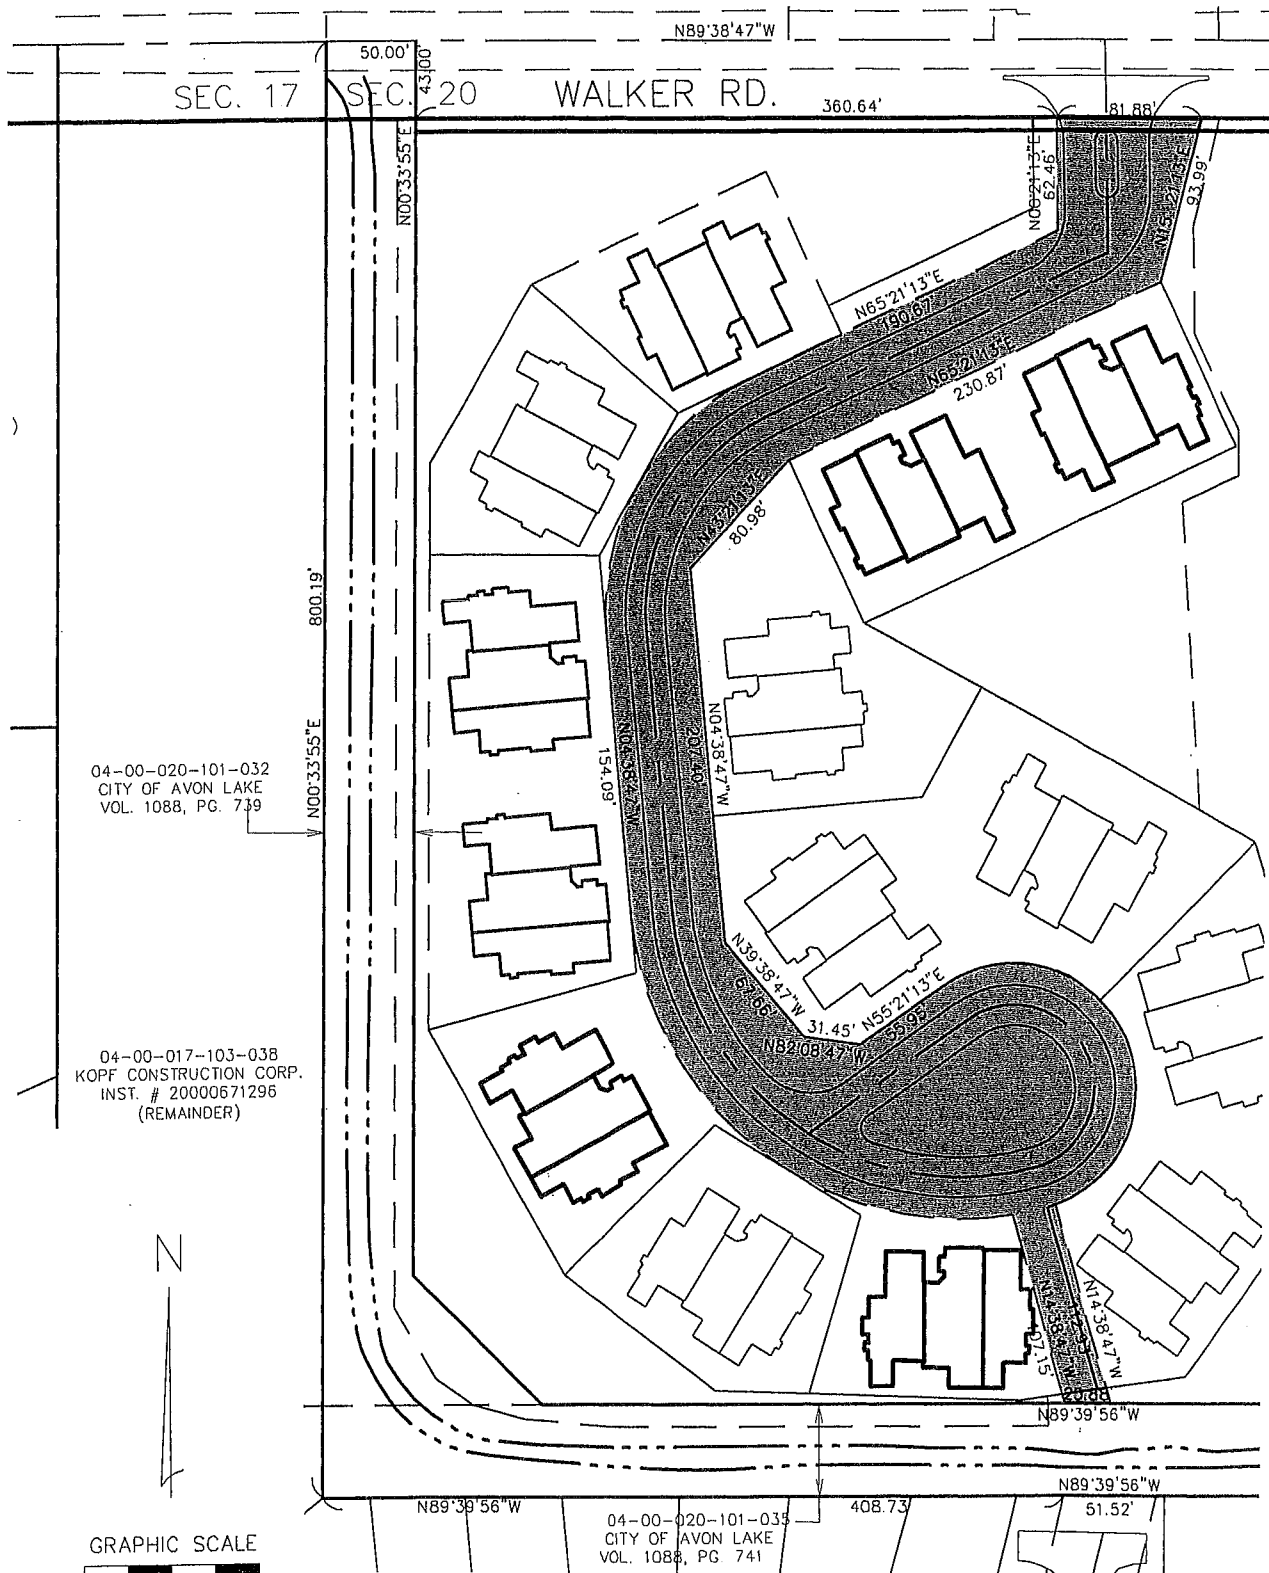 N89°38'47"W
50.00'
43.00'
SEC. 17
SEC. 20
WALKER RD.
360.64'
81.88'
N00°33'55"E
N00°21'13"E
62.46'
N15°21'13"E
93.99'
N65°21'13"E
190.67'
N65°21'13"E
230.87'
N43°21'13"E
80.98'
800.19'
N00°33'55"E
04-00-020-101-032
CITY OF AVON LAKE
VOL. 1088, PG. 739
N04°38'47"W
154.09'
207.40'
N04°38'47"W
N39°38'47"W
67.66'
31.45'
N82°08'47"W
N55°21'13"E
55.95'
04-00-017-103-038
KOPF CONSTRUCTION CORP.
INST. # 20000671296
(REMAINDER)
N
N14°38'47"W
107.15'
N14°38'47"W
N89°39'56"W
N89°39'56"W
N89°39'56"W
408.73'
51.52'
04-00-020-101-035
CITY OF AVON LAKE
VOL. 1088, PG. 741
GRAPHIC SCALE